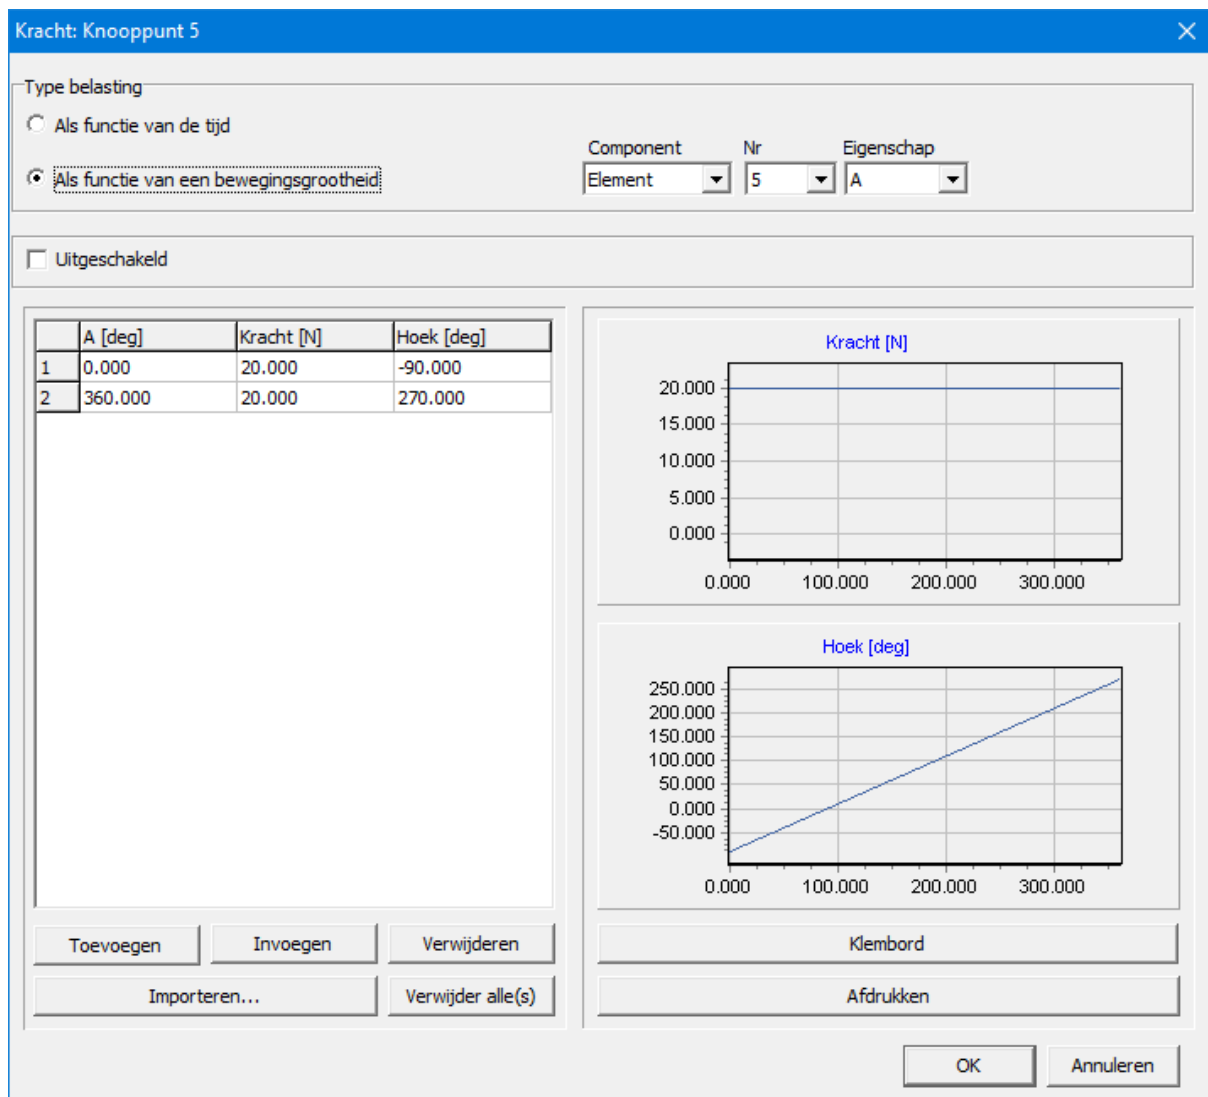 Kracht: Knooppunt 5
Type belasting
Als functie van de tijd
Component Nr Eigenschap
Als functie van een bewegingsgrootheid Element 5 A
Uitgeschakeld
A [deg] Kracht [N] Hoek [deg]
1 0.000 20.000 -90.000
2 360.000 20.000 270.000
Toevoegen Invoegen Verwijderen
Importeren... Verwijder alle(s)
Kracht [N]
20.000
15.000
10.000
5.000
0.000
0.000 100.000 200.000 300.000
Hoek [deg]
250.000
200.000
150.000
100.000
50.000
0.000
-50.000
0.000 100.000 200.000 300.000
Klembord
Afdrukken
OK Annuleren